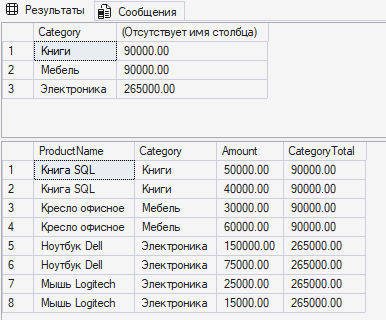 Результаты Сообщения
Category (Отсутствует имя столбца)
1 Книги 90000.00
2 Мебель 90000.00
3 Электроника 265000.00
ProductName Category Amount CategoryTotal
1 Книга SQL Книги 50000.00 90000.00
2 Книга SQL Книги 40000.00 90000.00
3 Кресло офисное Мебель 30000.00 90000.00
4 Кресло офисное Мебель 60000.00 90000.00
5 Ноутбук Dell Электроника 150000.00 265000.00
6 Ноутбук Dell Электроника 75000.00 265000.00
7 Мышь Logitech Электроника 25000.00 265000.00
8 Мышь Logitech Электроника 15000.00 265000.00